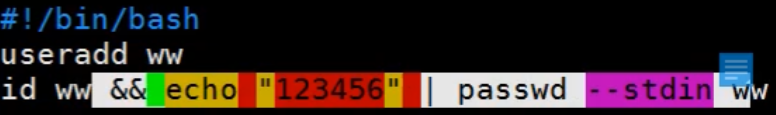 #!/bin/bash
useradd ww
id ww && echo "123456" | passwd --stdin ww